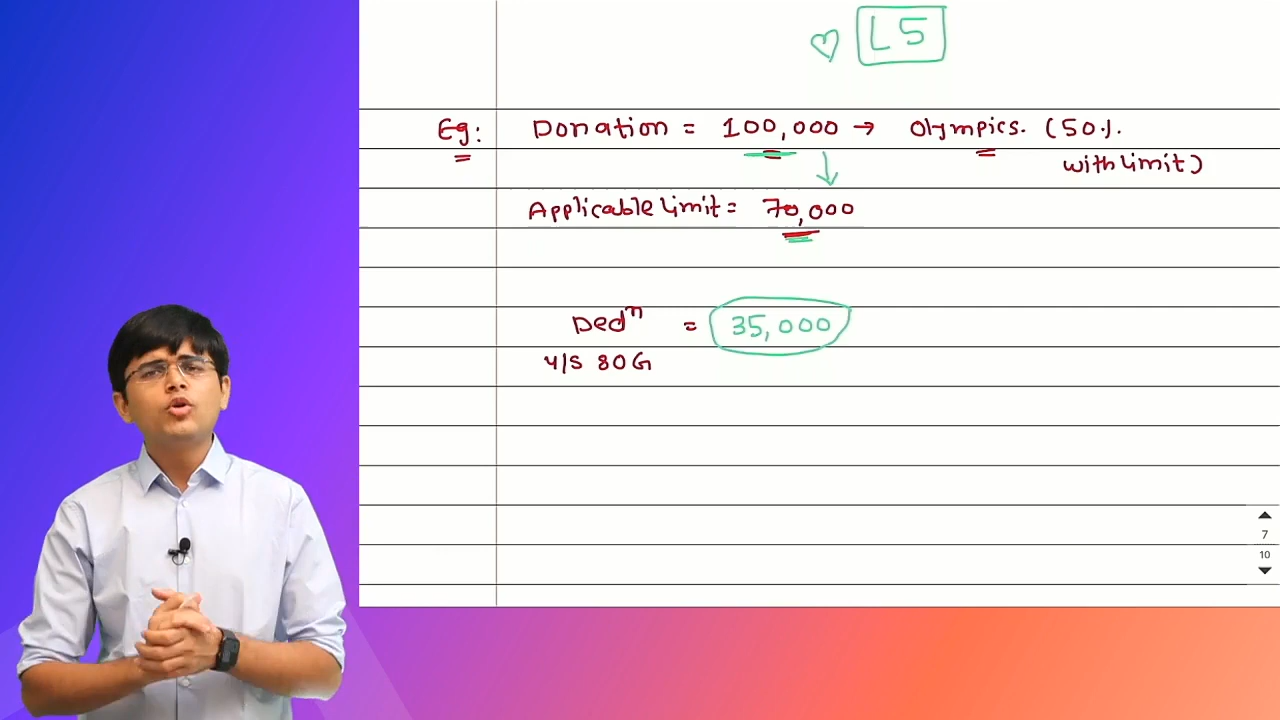 ♡ L5
Eg: Donation = 100,000 → Olympics. (50%.
with limit)
Applicable limit = 70,000
Dedⁿ = 35,000
u/s 80G
7
10